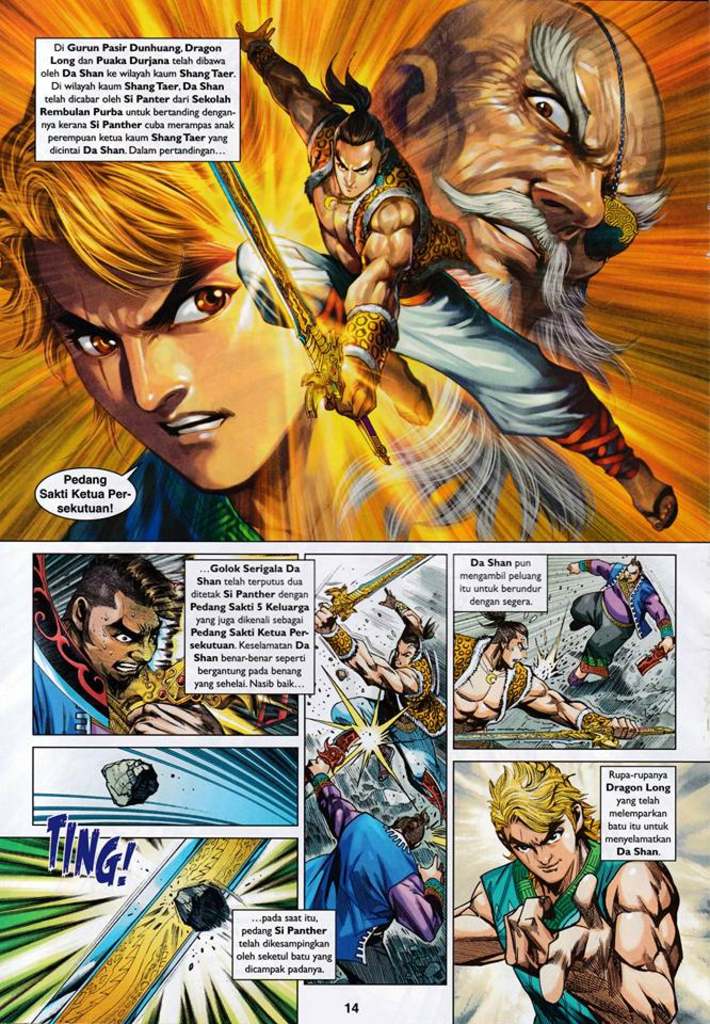 Di Gurun Pasir Dunhuang, Dragon
Long dan Puaka Durjana telah dibawa
oleh Da Shan ke wilayah kaum Shang Taer.
Di wilayah kaum Shang Taer, Da Shan
telah dicabar oleh Si Panter dari Sekolah
Rembulan Purba untuk bertanding dengan-
nya kerana Si Panther cuba merampas anak
perempuan ketua kaum Shang Taer yang
dicintai Da Shan. Dalam pertandingan...
Pedang
Sakti Ketua Per-
sekutuan!
...Golok Serigala Da
Shan telah terputus dua
ditetak Si Panther dengan
Pedang Sakti 5 Keluarga
yang juga dikenali sebagai
Pedang Sakti Ketua Per-
sekutuan. Keselamatan Da
Shan benar-benar seperti
bergantung pada benang
yang sehelai. Nasib baik...
TING!
...pada saat itu,
pedang Si Panther
telah dikesampingkan
oleh seketul batu yang
dicampak padanya.
Da Shan pun
mengambil peluang
itu untuk berundur
dengan segera.
Rupa-rupanya
Dragon Long
yang telah
melemparkan
batu itu untuk
menyelamatkan
Da Shan.
14